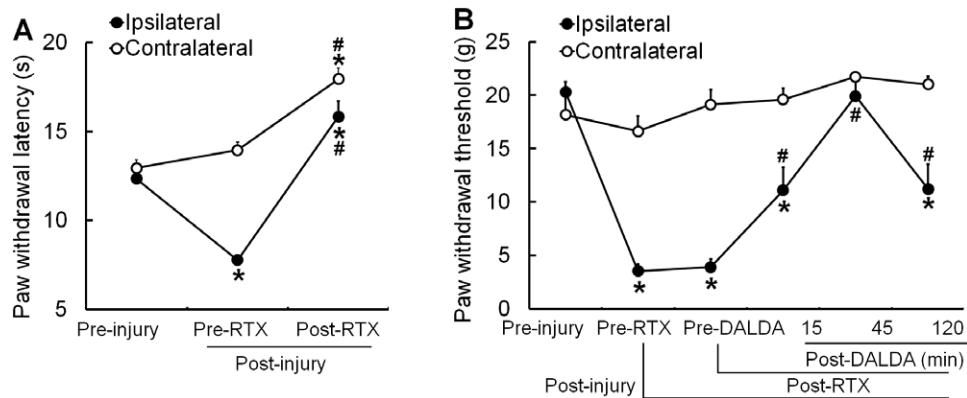 A
Ipsilateral
Contralateral
Paw withdrawal latency (s)
20
15
10
5
#
*
*
*
#
Pre-injury
Pre-RTX
Post-RTX
Post-injury
B
Ipsilateral
Contralateral
Paw withdrawal threshold (g)
25
20
15
10
5
0
*
*
#
*
#
#
*
Pre-injury
Pre-RTX
Pre-DALDA
15
45
120
Post-DALDA (min)
Post-injury
Post-RTX